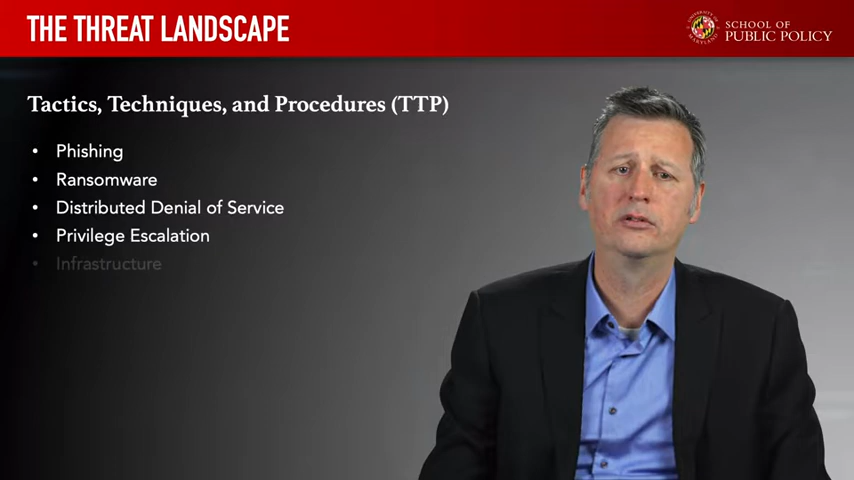 THE THREAT LANDSCAPE
SCHOOL OF
PUBLIC POLICY
Tactics, Techniques, and Procedures (TTP)
• Phishing
• Ransomware
• Distributed Denial of Service
• Privilege Escalation
• Infrastructure